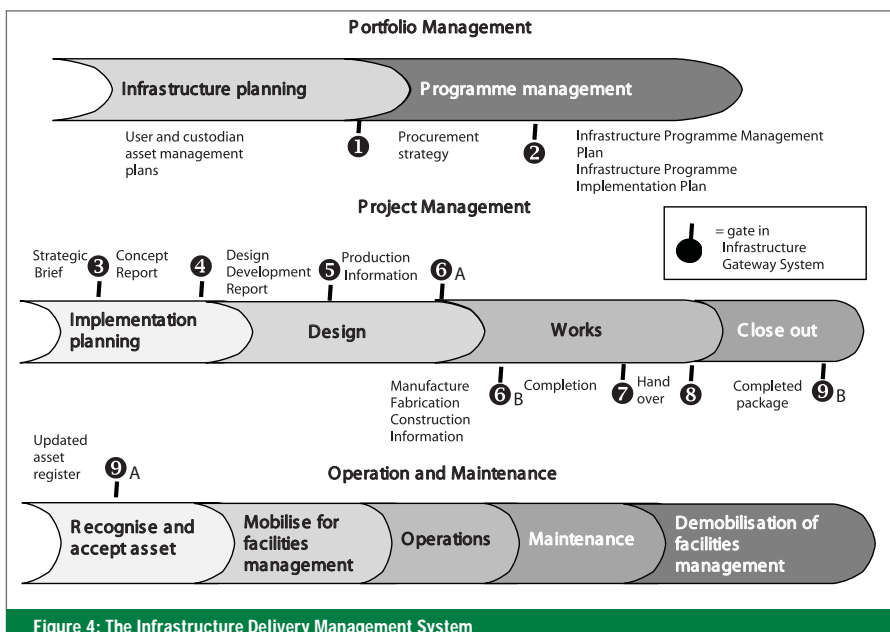 Portfolio Management
Infrastructure planning
Programme management
User and custodian
asset management
plans
1
Procurement
strategy
2
Infrastructure Programme Management
Plan
Infrastructure Programme
Implementation Plan
Project Management
= gate in
Infrastructure
Gateway System
Strategic
Brief
3
Concept
Report
4
Design
Development
Report
5
Production
Information
6 A
Implementation
planning
Design
Works
Close out
Manufacture
Fabrication
Construction
Information
6 B
Completion
7
Hand
over
8
Completed
package
9 B
Updated
asset
register
9 A
Operation and Maintenance
Recognise and
accept asset
Mobilise for
facilities
management
Operations
Maintenance
Demobilisation of
facilities
management
Figure 4: The Infrastructure Delivery Management System